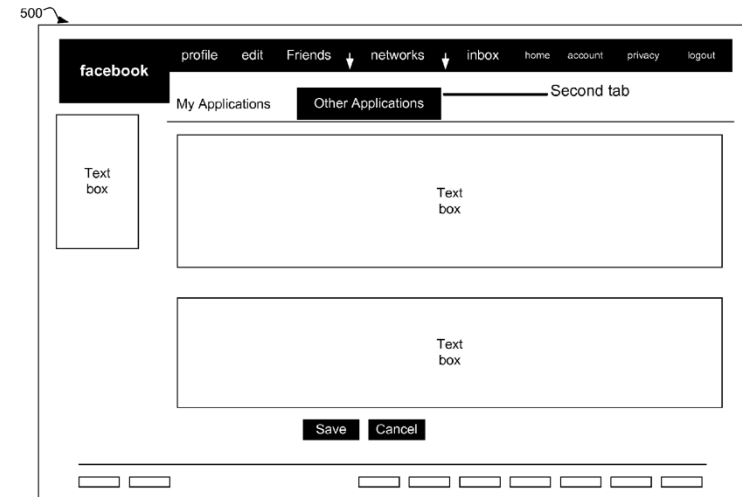 500
facebook
profile edit Friends networks inbox home account privacy logout
My Applications Other Applications Second tab
Text
box
Text
box
Text
box
Save Cancel